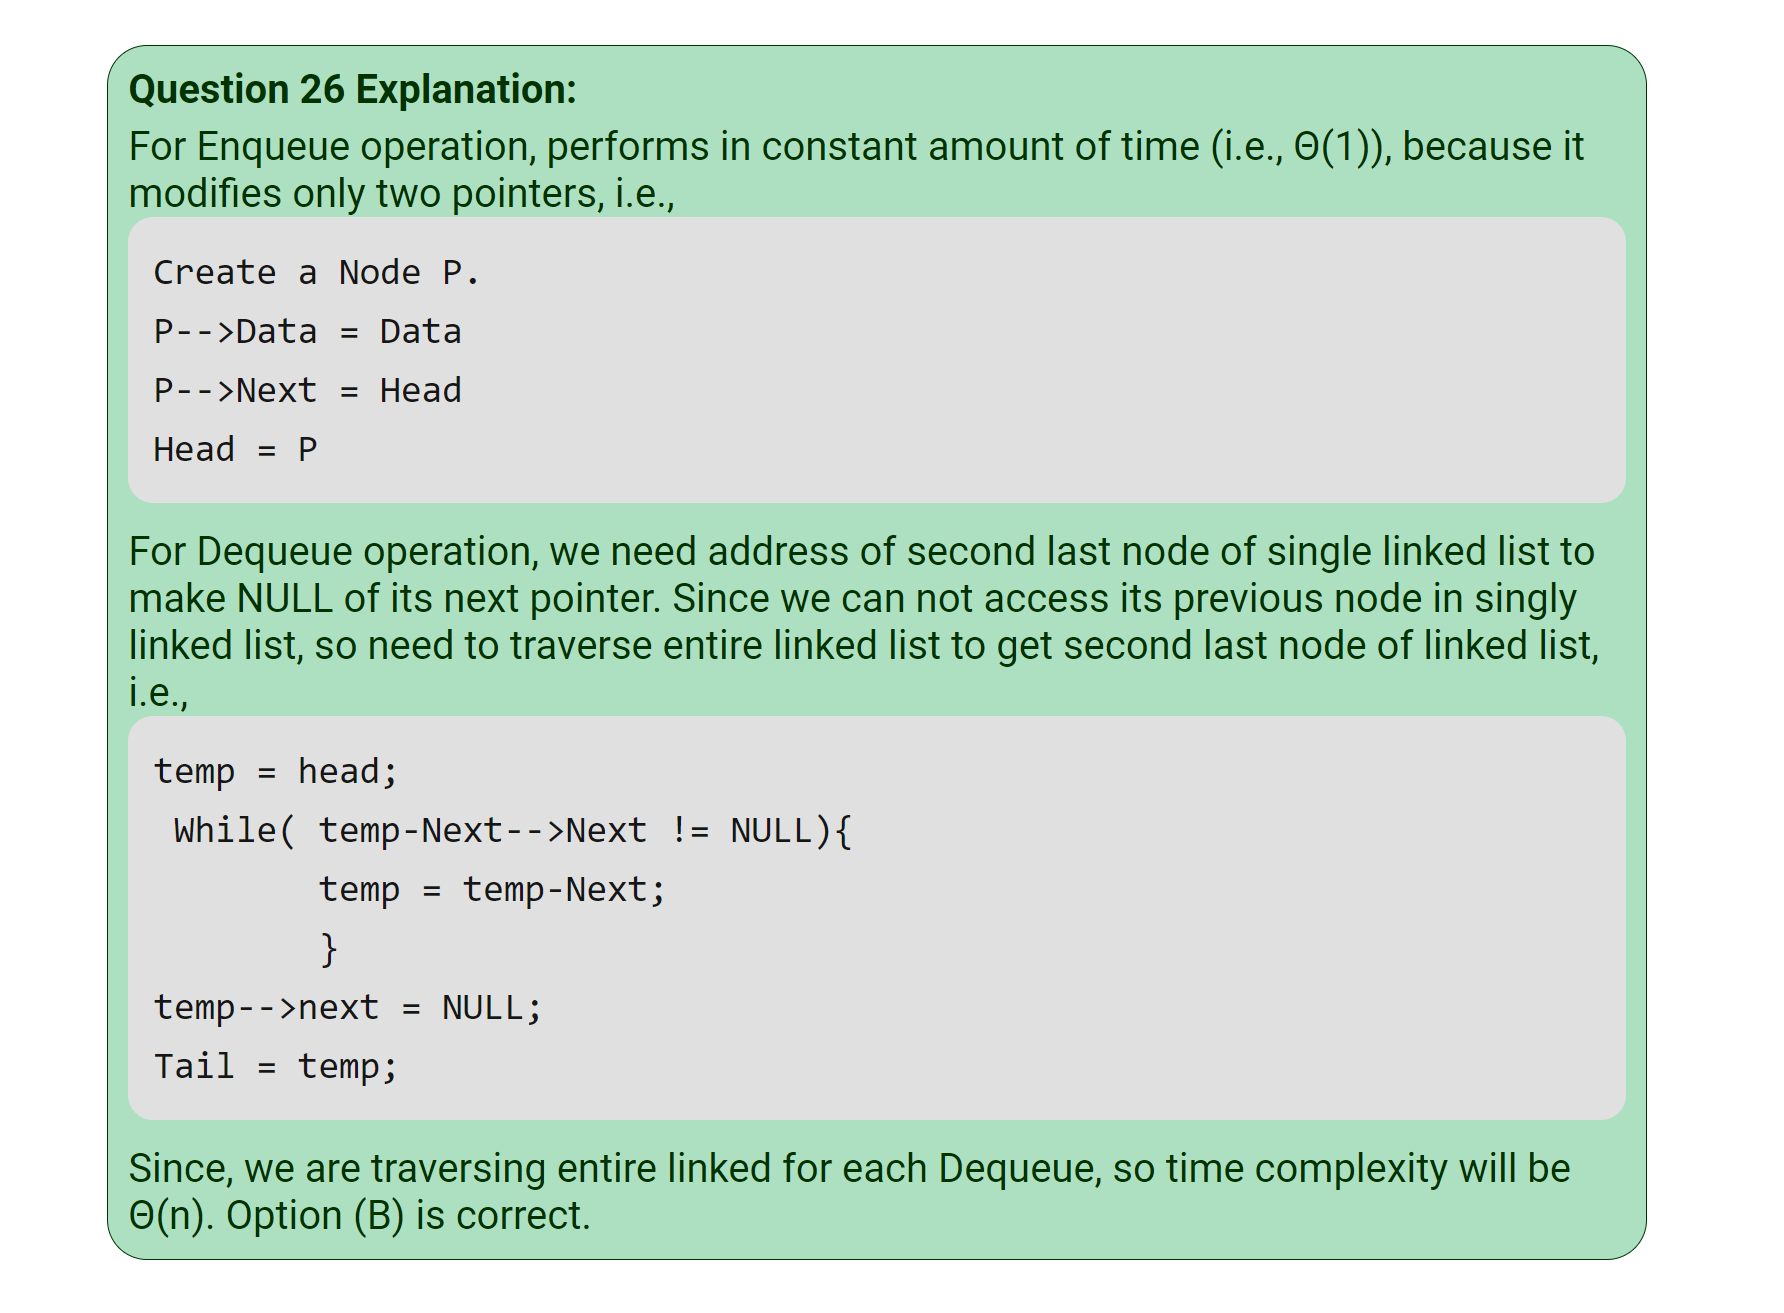 Question 26 Explanation:
For Enqueue operation, performs in constant amount of time (i.e., Θ(1)), because it
modifies only two pointers, i.e.,
Create a Node P.
P-->Data = Data
P-->Next = Head
Head = P
For Dequeue operation, we need address of second last node of single linked list to
make NULL of its next pointer. Since we can not access its previous node in singly
linked list, so need to traverse entire linked list to get second last node of linked list,
i.e.,
temp = head;
 While( temp-Next-->Next != NULL){
        temp = temp-Next;
        }
temp-->next = NULL;
Tail = temp;
Since, we are traversing entire linked for each Dequeue, so time complexity will be
Θ(n). Option (B) is correct.